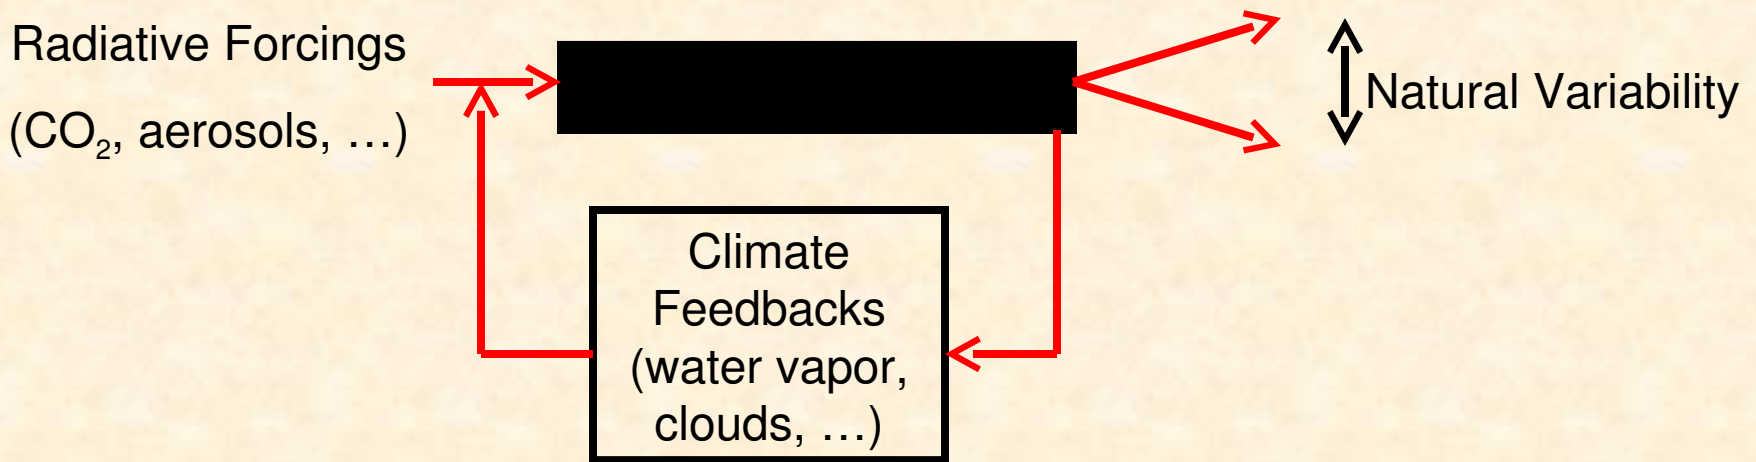 Radiative Forcings
(CO₂, aerosols, …)
Natural Variability
Climate
Feedbacks
(water vapor,
clouds, …)